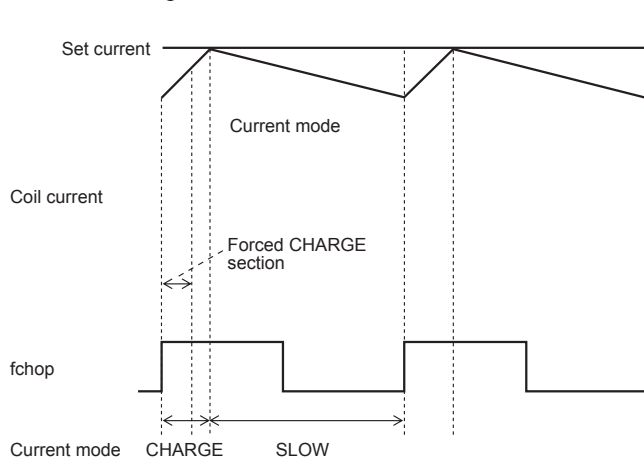 Set current
Current mode
Coil current
Forced CHARGE
section
fchop
Current mode CHARGE SLOW